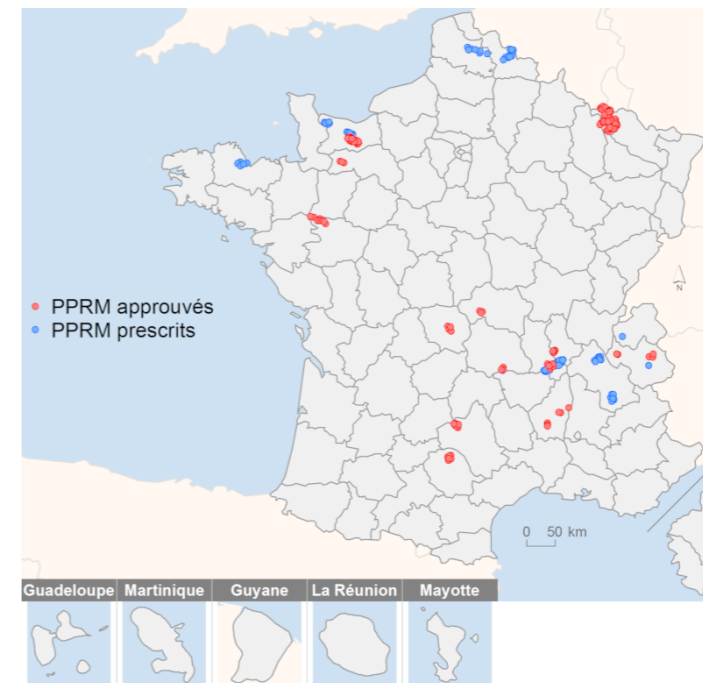 PPRM approuvés
PPRM prescrits
N
0 50 km
Guadeloupe Martinique Guyane La Réunion Mayotte